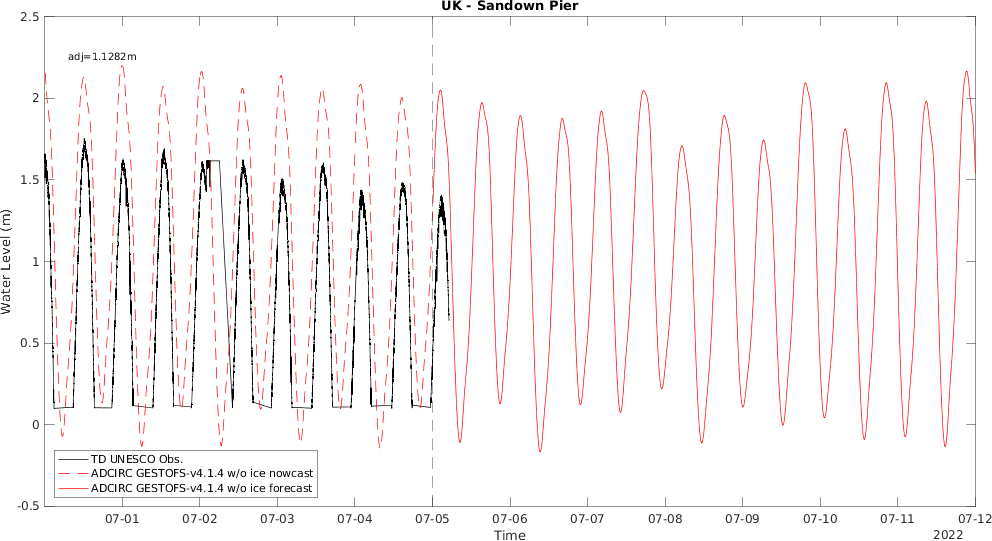 UK - Sandown Pier
adj=1.1282m
2.5
2
1.5
1
0.5
0
-0.5
Water Level (m)
TD UNESCO Obs.
ADCIRC GESTOFS-v4.1.4 w/o ice nowcast
ADCIRC GESTOFS-v4.1.4 w/o ice forecast
07-01 07-02 07-03 07-04 07-05 07-06 07-07 07-08 07-09 07-10 07-11 07-12
Time
2022